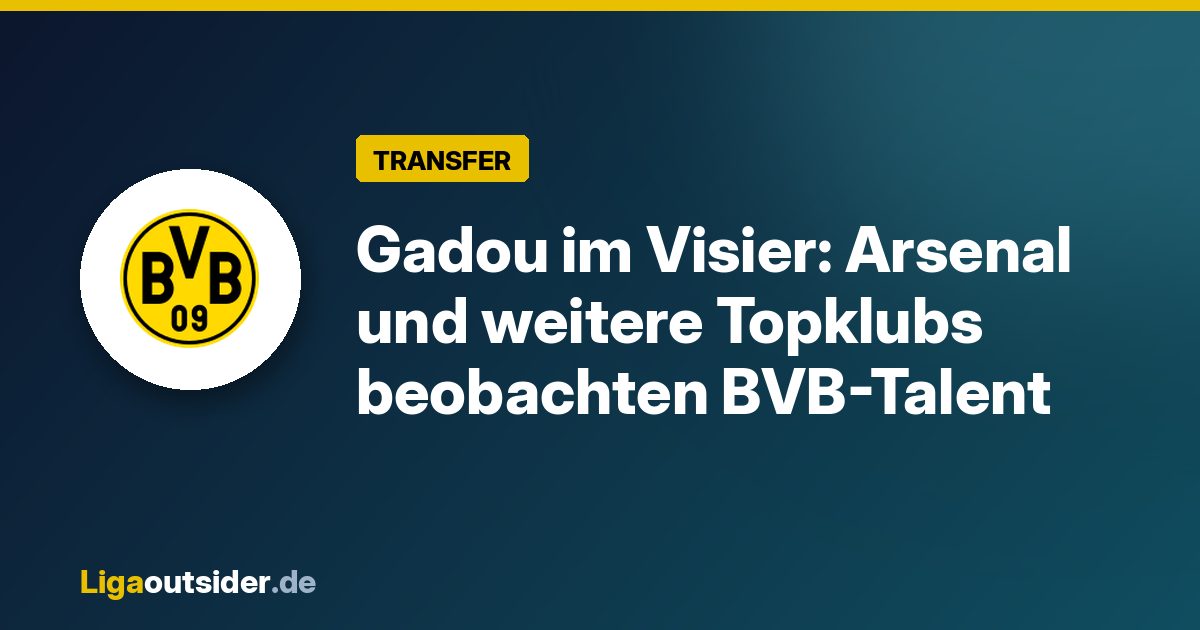 TRANSFER
Gadou im Visier: Arsenal
und weitere Topklubs
beobachten BVB-Talent
BVB
09
Ligaoutsider.de